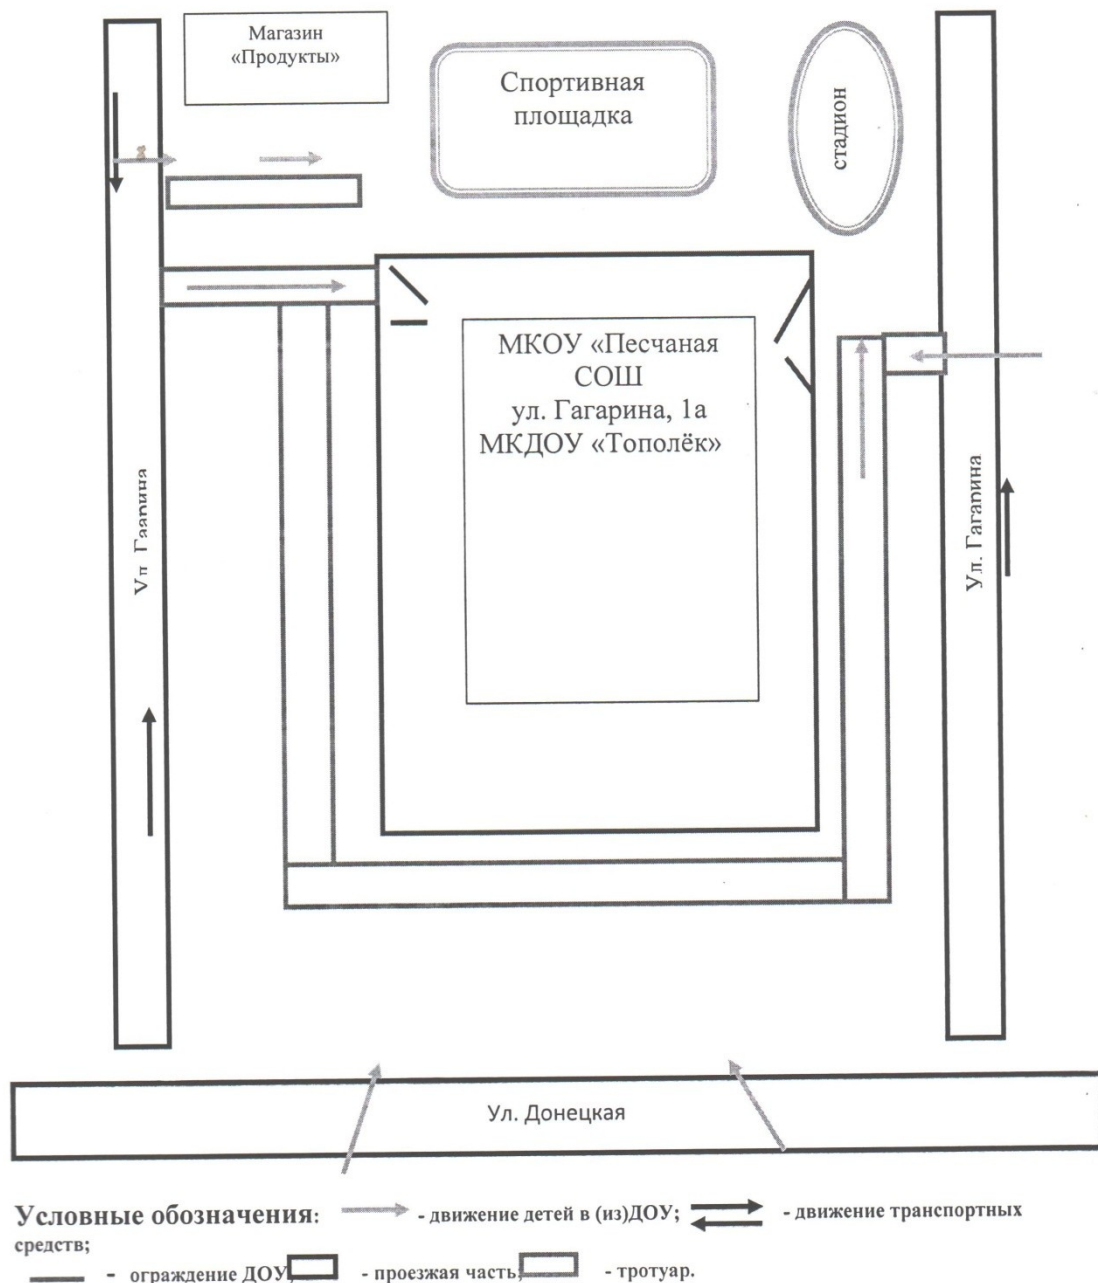 Магазин
«Продукты»
Спортивная
площадка
стадион
МКОУ «Песчаная
СОШ
ул. Гагарина, 1а
МКДОУ «Тополёк»
Ул. Гаарина
Ул. Гагарина
Ул. Донецкая
Условные обозначения: - движение детей в (из)ДОУ; - движение транспортных
средств;
- ограждение ДОУ, - проезжая часть, - тротуар.